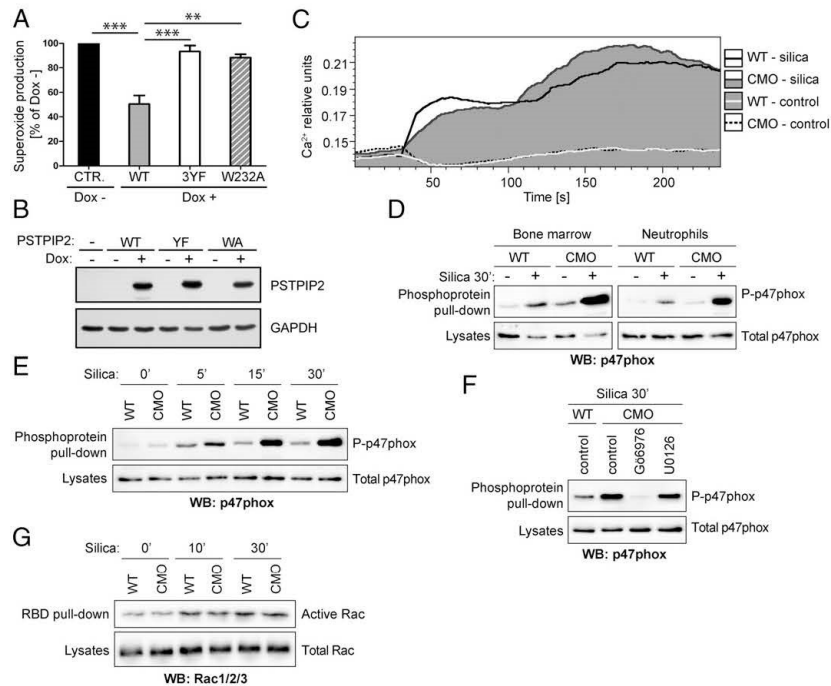 A
Superoxide production
[% of Dox -]
100
80
60
40
20
0
***
***
**
CTR.
WT
3YF
W232A
Dox -
Dox +
B
PSTPIP2: - WT YF WA
Dox: - - + - + - +
PSTPIP2
GAPDH
C
Ca²⁺ relative units
0.21
0.19
0.17
0.15
50
100
150
200
Time [s]
WT - silica
CMO - silica
WT - control
CMO - control
D
Bone marrow Neutrophils
WT CMO WT CMO
Silica 30': - + - + - + - +
Phosphoprotein
pull-down
P-p47phox
Lysates
Total p47phox
WB: p47phox
E
Silica: 0' 5' 15' 30'
WT CMO WT CMO WT CMO WT CMO
Phosphoprotein
pull-down
P-p47phox
Lysates
Total p47phox
WB: p47phox
F
Silica 30'
WT CMO
control control Gö6976 U0126
Phosphoprotein
pull-down
P-p47phox
Lysates
Total p47phox
WB: p47phox
G
Silica: 0' 10' 30'
WT CMO WT CMO WT CMO
RBD pull-down
Active Rac
Lysates
Total Rac
WB: Rac1/2/3